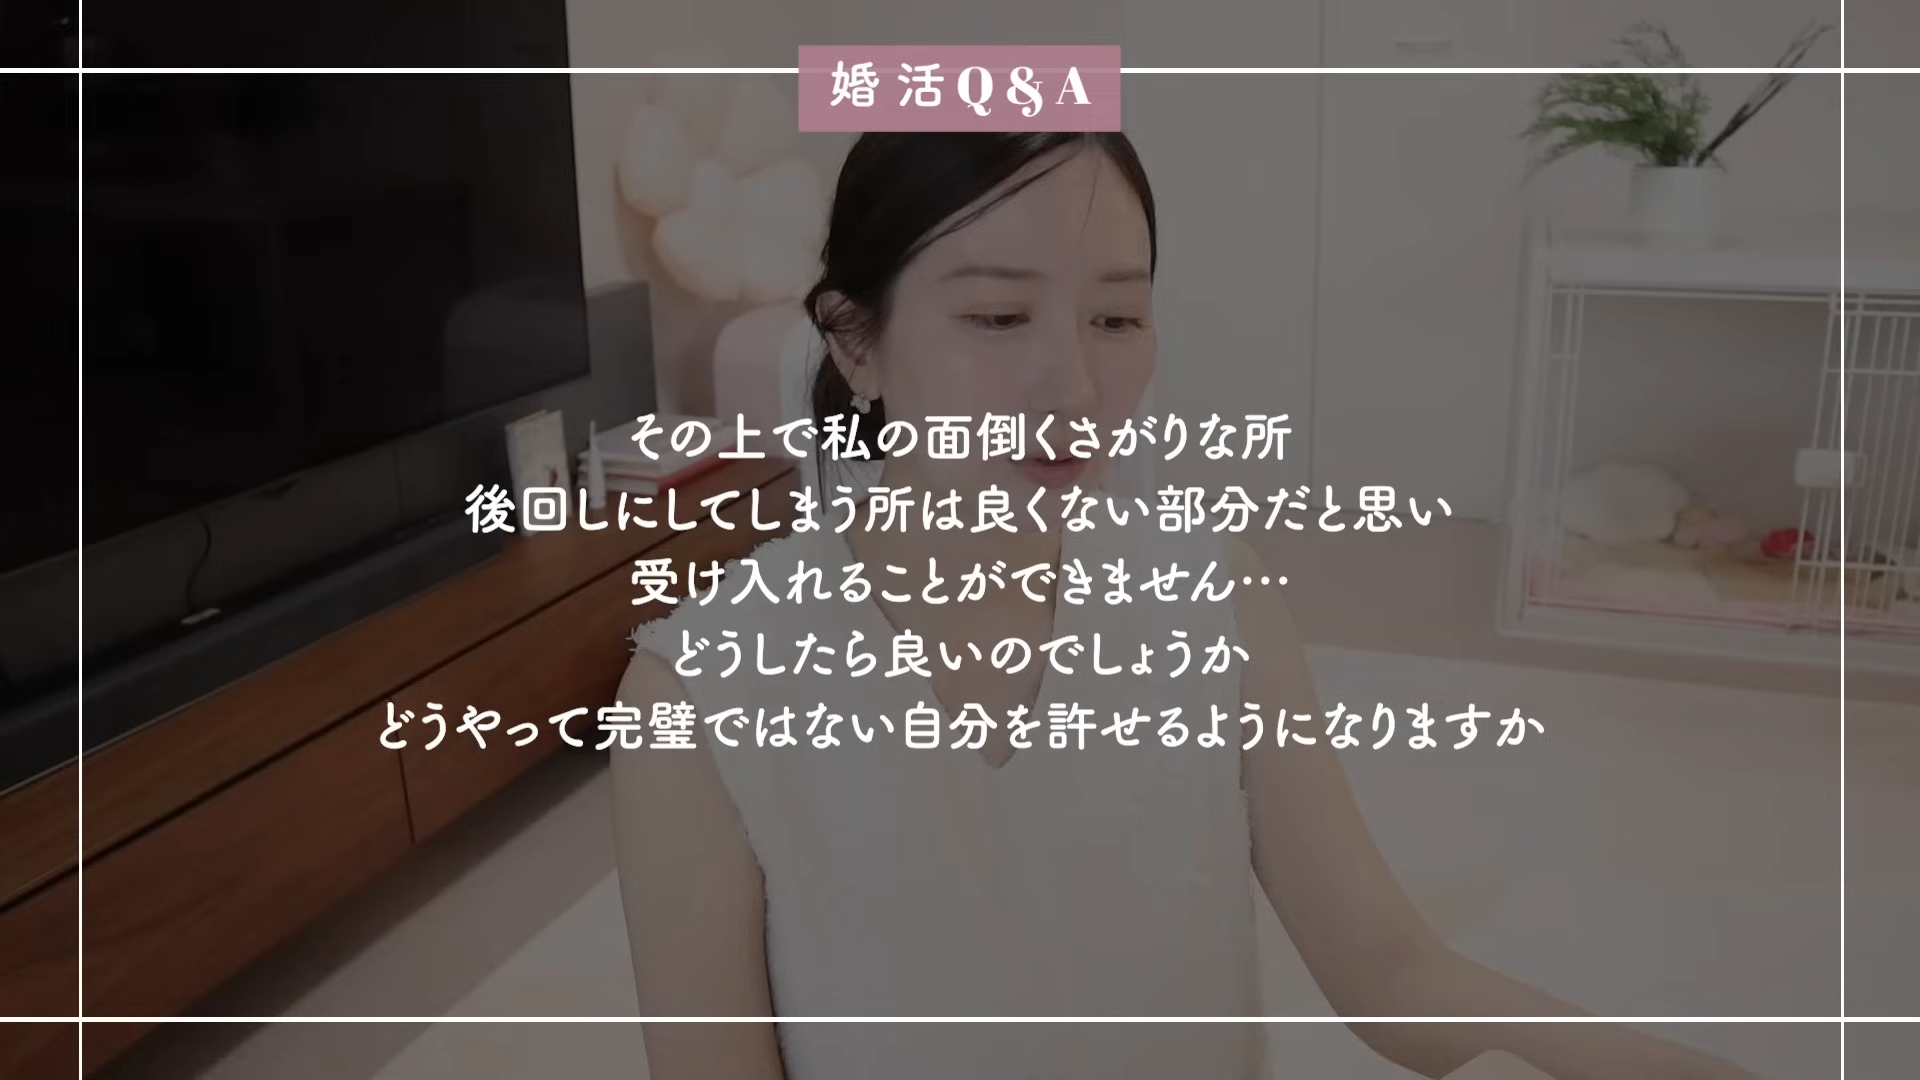 婚活Q&A
その上で私の面倒くさがりな所
後回しにしてしまう所は良くない部分だと思い
受け入れることができません…
どうしたら良いのでしょうか
どうやって完璧ではない自分を許せるようになりますか